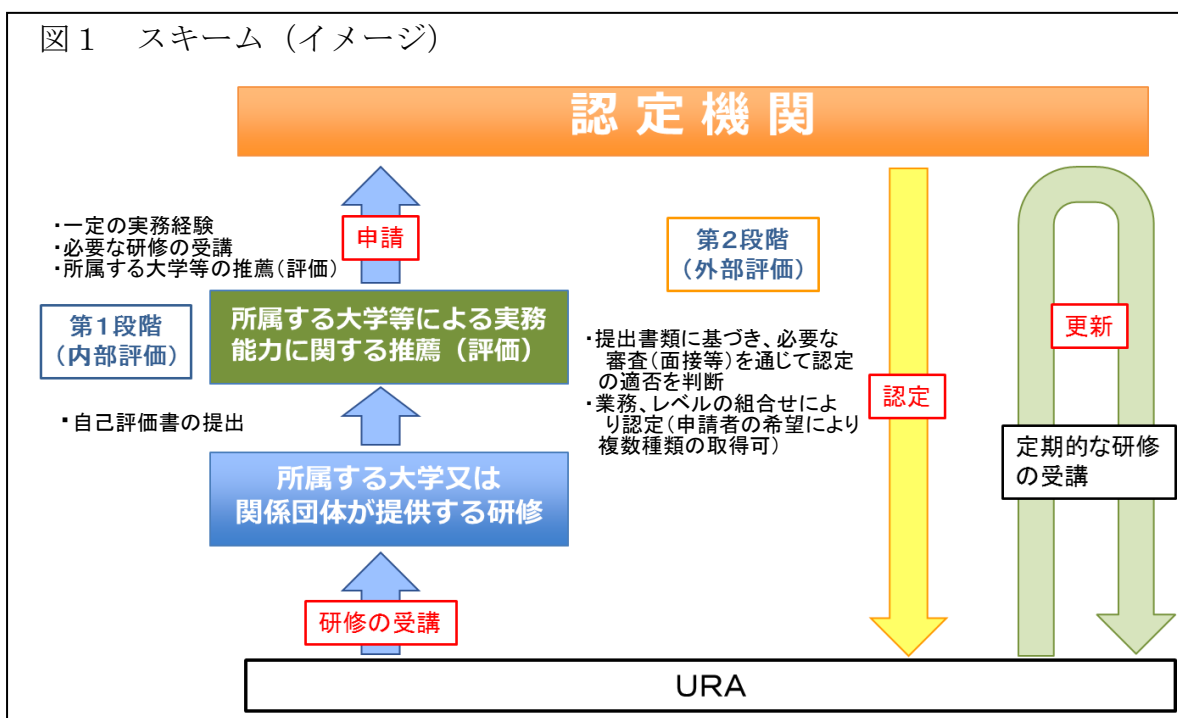 図１　スキーム（イメージ）
認定機関
・一定の実務経験
・必要な研修の受講
・所属する大学等の推薦（評価）
申請
第２段階
（外部評価）
第１段階
（内部評価）
所属する大学等による実務
能力に関する推薦（評価）
・提出書類に基づき、必要な
審査（面接等）を通じて認定
の適否を判断
・業務、レベルの組合せによ
り認定（申請者の希望により
複数種類の取得可）
更新
認定
・自己評価書の提出
所属する大学又は
関係団体が提供する研修
定期的な研修
の受講
研修の受講
URA